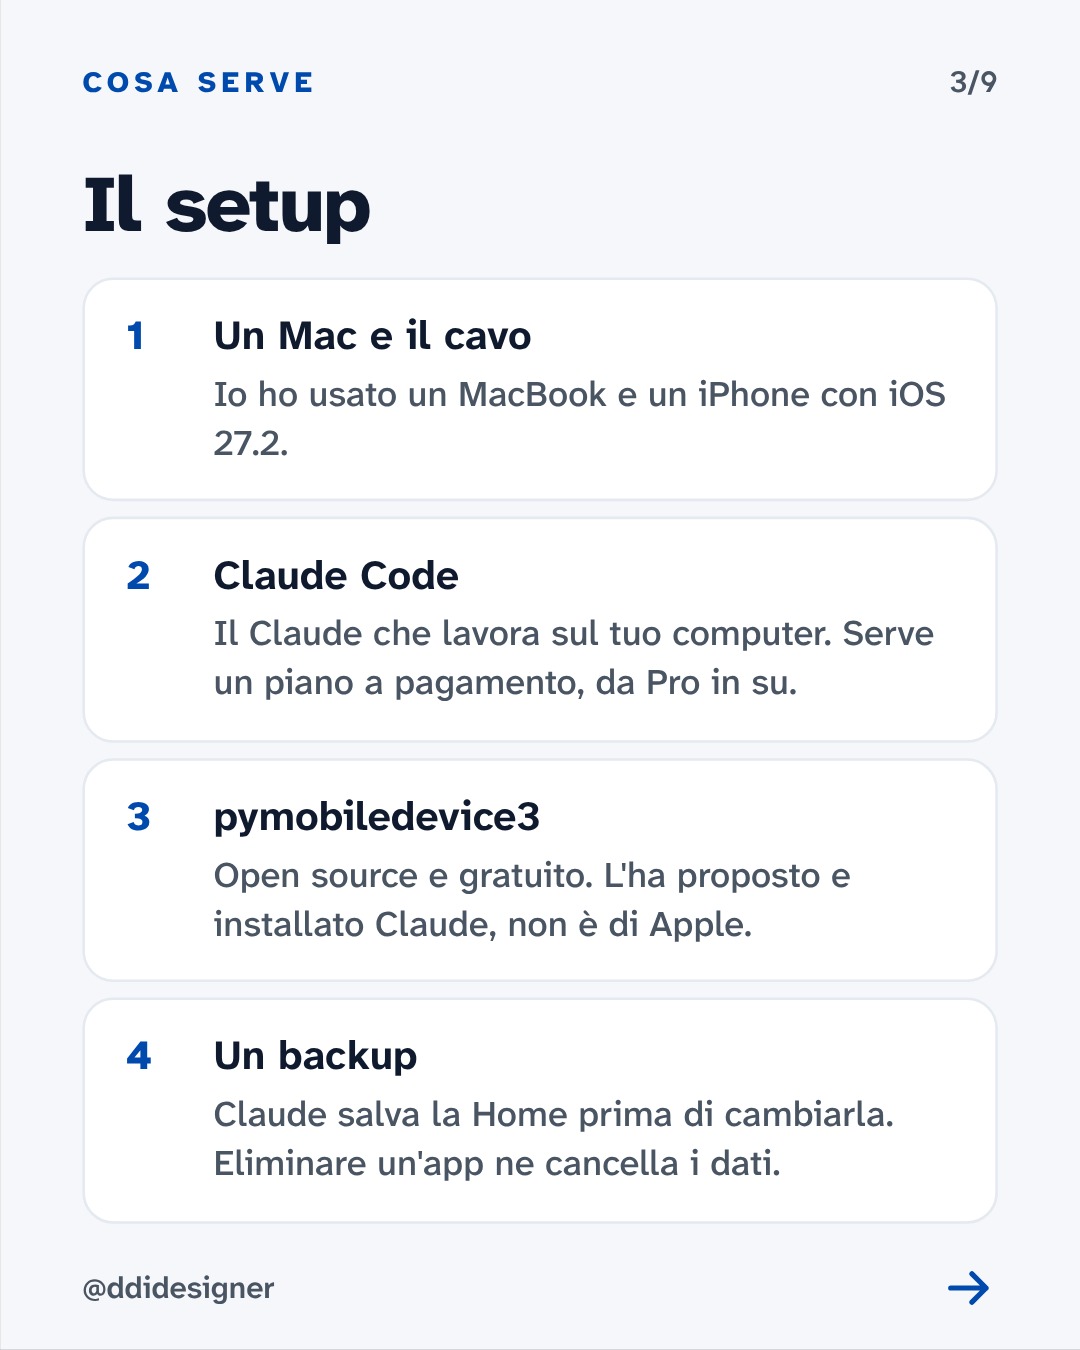 COSA SERVE
3/9
Il setup
1
Un Mac e il cavo
Io ho usato un MacBook e un iPhone con iOS
27.2.
2
Claude Code
Il Claude che lavora sul tuo computer. Serve
un piano a pagamento, da Pro in su.
3
pymobiledevice3
Open source e gratuito. L'ha proposto e
installato Claude, non è di Apple.
4
Un backup
Claude salva la Home prima di cambiarla.
Eliminare un'app ne cancella i dati.
@ddidesigner